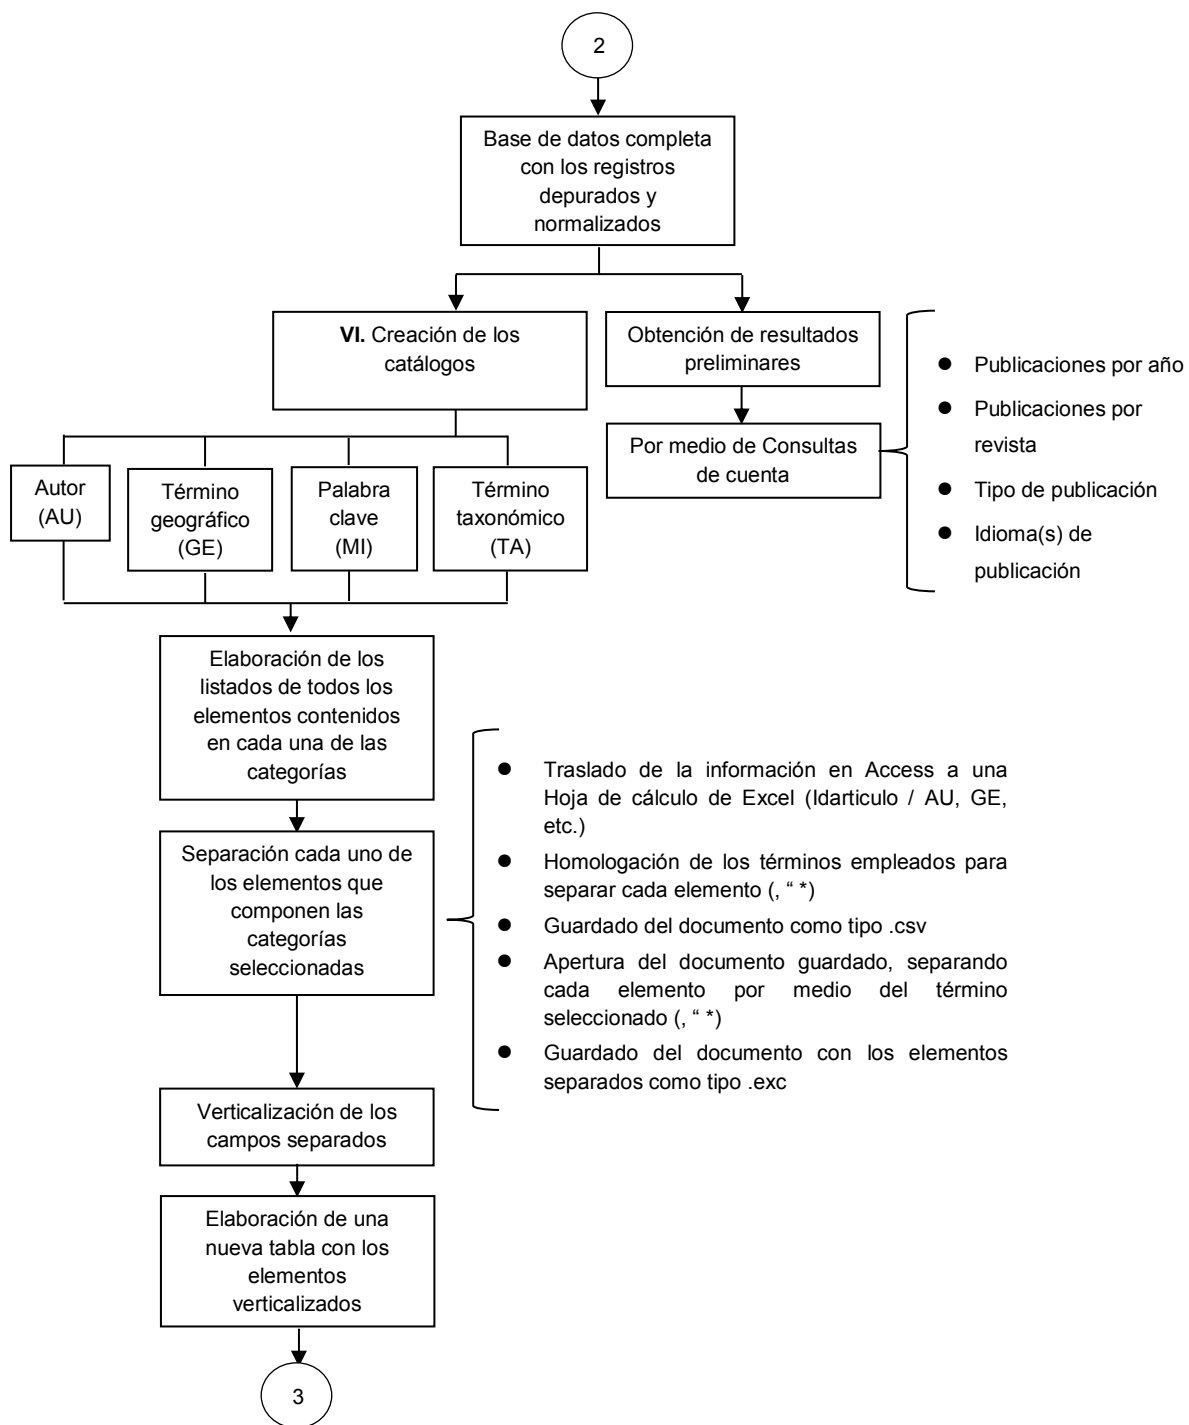 2
Base de datos completa
con los registros
depurados y
normalizados
VI. Creación de los
catálogos
Obtención de resultados
preliminares
Por medio de Consultas
de cuenta
● Publicaciones por año
● Publicaciones por
revista
● Tipo de publicación
● Idioma(s) de
publicación
Autor
(AU)
Término
geográfico
(GE)
Palabra
clave
(MI)
Término
taxonómico
(TA)
Elaboración de los
listados de todos los
elementos contenidos
en cada una de las
categorías
Separación cada uno de
los elementos que
componen las
categorías
seleccionadas
● Traslado de la información en Access a una
Hoja de cálculo de Excel (Idarticulo / AU, GE,
etc.)
● Homologación de los términos empleados para
separar cada elemento (, “ *)
● Guardado del documento como tipo .csv
● Apertura del documento guardado, separando
cada elemento por medio del término
seleccionado (, “ *)
● Guardado del documento con los elementos
separados como tipo .exc
Verticalización de los
campos separados
Elaboración de una
nueva tabla con los
elementos
verticalizados
3